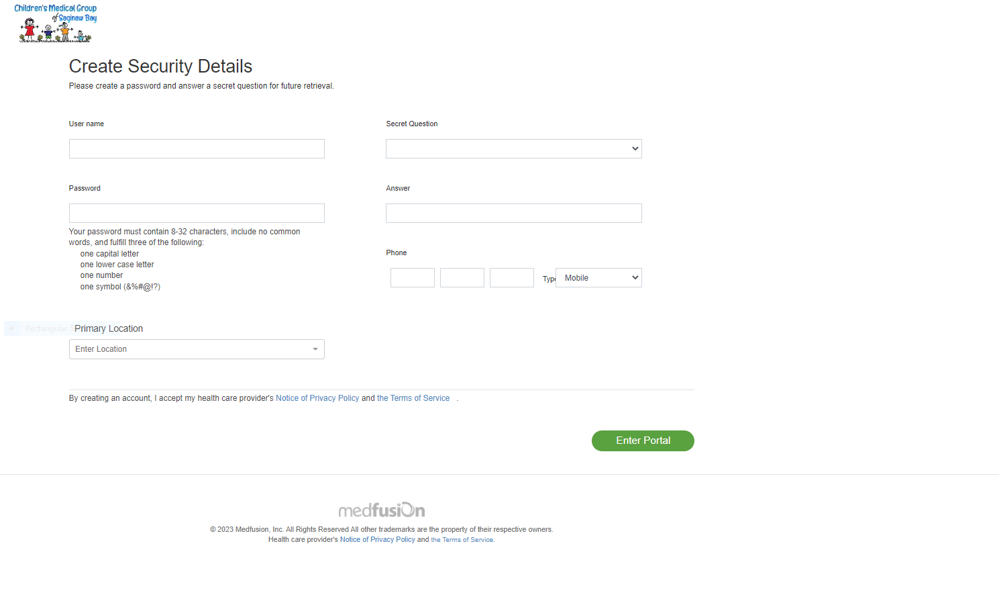 Children's Medical Group
of Saginaw Bay
Create Security Details
Please create a password and answer a secret question for future retrieval.
User name
Secret Question
Password
Answer
Your password must contain 8-32 characters, include no common
words, and fulfill three of the following:
one capital letter
one lower case letter
one number
one symbol (&%#@!?)
Phone
Type
Mobile
Rectangular S
Primary Location
Enter Location
By creating an account, I accept my health care provider's Notice of Privacy Policy and the Terms of Service .
Enter Portal
medfusion
© 2023 Medfusion, Inc. All Rights Reserved All other trademarks are the property of their respective owners.
Health care provider's Notice of Privacy Policy and the Terms of Service.